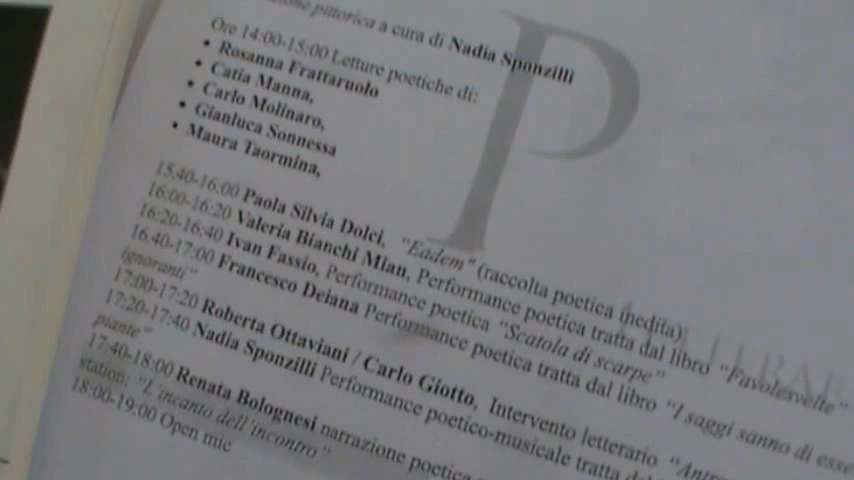 pittorica a cura di Nadia Sponzilli
Ore 14:00-15:00 Letture poetiche di:
• Rosanna Frattaruolo
• Catia Manna,
• Carlo Molinaro,
• Gianluca Sonnessa
• Maura Taormina,
15.40-16.00 Paola Silvia Dolci, "Eadem" (raccolta poetica inedita)
16:00-16:20 Valeria Bianchi Mian, Performance poetica tratta dal libro "Favolesvelte"
16:20-16:40 Ivan Fassio, Performance poetica "Scatola di scarpe"
16.40-17:00 Francesco Deiana Performance poetica tratta dal libro "I saggi sanno di esse
ignoranti"
17:00-17:20 Roberta Ottaviani / Carlo Giotto, Intervento letterario
17:20-17:40 Nadia Sponzilli Performance poetico-musicale tratta
piante"
17:40-18:00 Renata Bolognesi narrazione poetica
station: "L'incanto dell'incontro"
18:00-19:00 Open mic
P